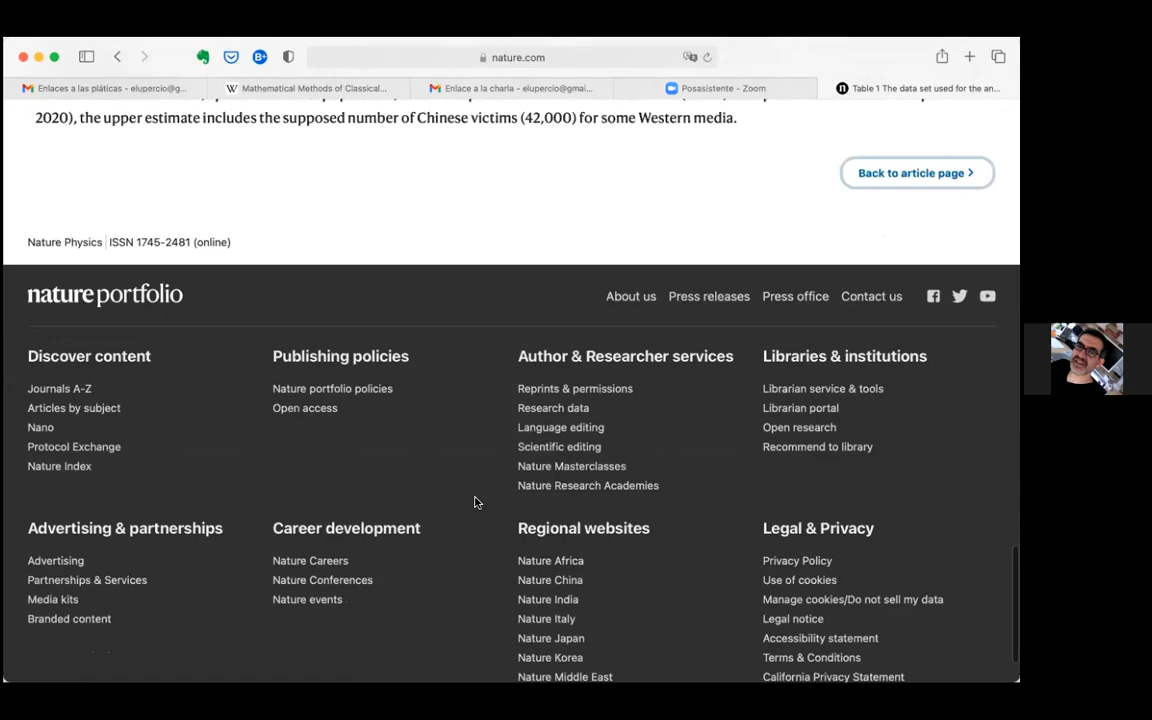 nature.com
Enlaces a las pláticas - elupercio@g...
Mathematical Methods of Classical...
Enlace a la charla - elupercio@gmai...
Posasistente - Zoom
Table 1 The data set used for the an...
2020), the upper estimate includes the supposed number of Chinese victims (42,000) for some Western media.
Back to article page
Nature Physics ISSN 1745-2481 (online)
nature portfolio
About us Press releases Press office Contact us
Discover content
Journals A-Z
Articles by subject
Nano
Protocol Exchange
Nature Index
Publishing policies
Nature portfolio policies
Open access
Author & Researcher services
Reprints & permissions
Research data
Language editing
Scientific editing
Nature Masterclasses
Nature Research Academies
Libraries & institutions
Librarian service & tools
Librarian portal
Open research
Recommend to library
Advertising & partnerships
Advertising
Partnerships & Services
Media kits
Branded content
Career development
Nature Careers
Nature Conferences
Nature events
Regional websites
Nature Africa
Nature China
Nature India
Nature Italy
Nature Japan
Nature Korea
Nature Middle East
Legal & Privacy
Privacy Policy
Use of cookies
Manage cookies/Do not sell my data
Legal notice
Accessibility statement
Terms & Conditions
California Privacy Statement